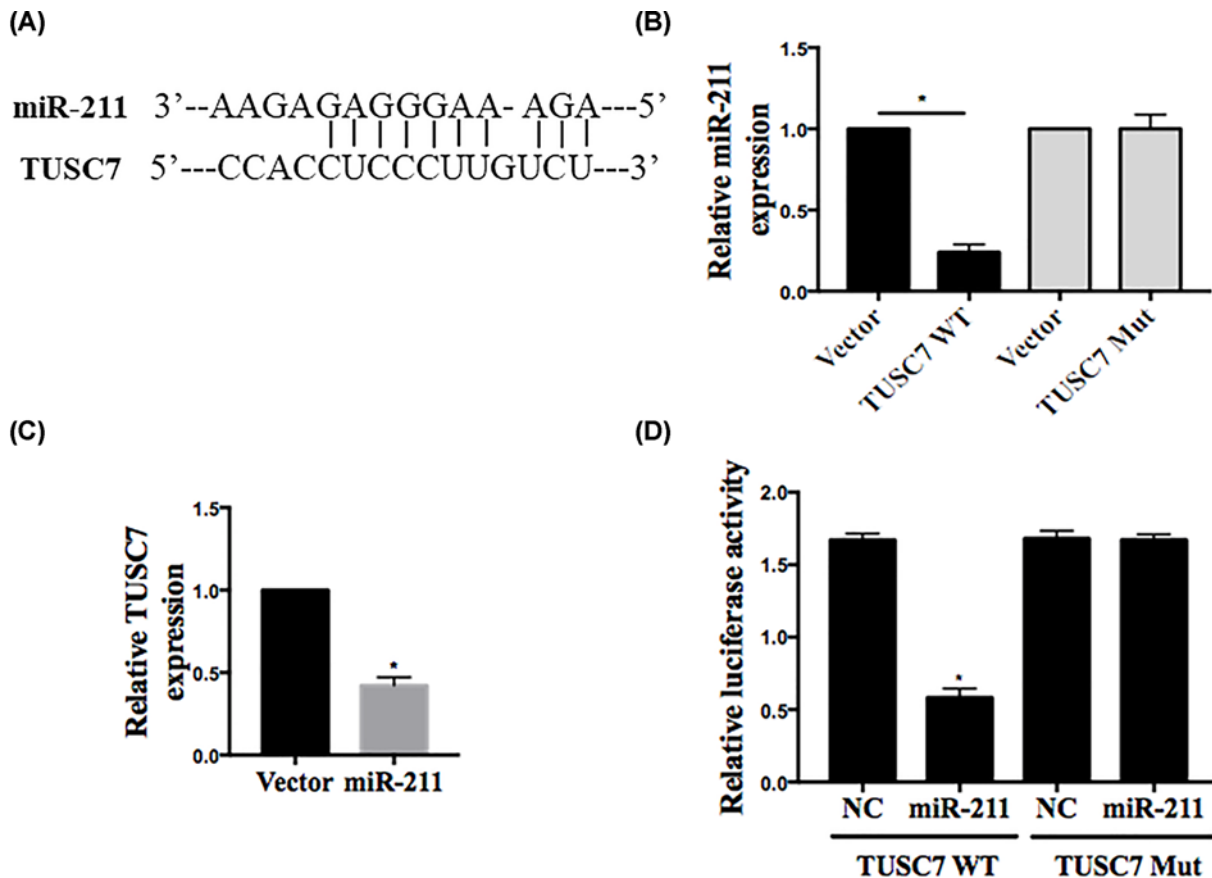 (A)
miR-211 3’--AAGAGAGGGAA- AGA---5’
TUSC7 5’---CCACCUCCCUUGUCU---3’
(B)
Relative miR-211
expression
1.5
1.0
0.5
0.0
Vector
TUSC7 WT
Vector
TUSC7 Mut
*
(C)
Relative TUSC7
expression
1.5
1.0
0.5
0.0
*
Vector miR-211
(D)
Relative luciferase activity
2.0
1.5
1.0
0.5
0.0
*
NC miR-211 NC miR-211
TUSC7 WT TUSC7 Mut